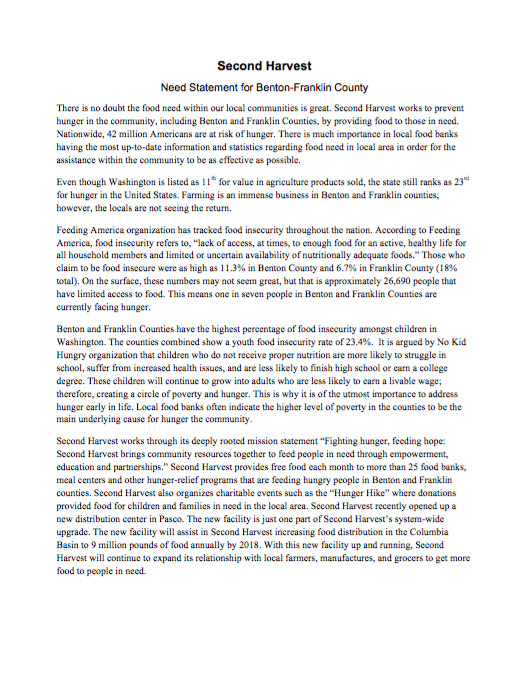 Second Harvest
Need Statement for Benton-Franklin County
There is no doubt the food need within our local communities is great. Second Harvest works to prevent
hunger in the community, including Benton and Franklin Counties, by providing food to those in need.
Nationwide, 42 million Americans are at risk of hunger. There is much importance in local food banks
having the most up-to-date information and statistics regarding food need in local area in order for the
assistance within the community to be as effective as possible.
Even though Washington is listed as 11th for value in agriculture products sold, the state still ranks as 23rd
for hunger in the United States. Farming is an immense business in Benton and Franklin counties;
however, the locals are not seeing the return.
Feeding America organization has tracked food insecurity throughout the nation. According to Feeding
America, food insecurity refers to, “lack of access, at times, to enough food for an active, healthy life for
all household members and limited or uncertain availability of nutritionally adequate foods.” Those who
claim to be food insecure were as high as 11.3% in Benton County and 6.7% in Franklin County (18%
total). On the surface, these numbers may not seem great, but that is approximately 26,690 people that
have limited access to food. This means one in seven people in Benton and Franklin Counties are
currently facing hunger.
Benton and Franklin Counties have the highest percentage of food insecurity amongst children in
Washington. The counties combined show a youth food insecurity rate of 23.4%. It is argued by No Kid
Hungry organization that children who do not receive proper nutrition are more likely to struggle in
school, suffer from increased health issues, and are less likely to finish high school or earn a college
degree. These children will continue to grow into adults who are less likely to earn a livable wage;
therefore, creating a circle of poverty and hunger. This is why it is of the utmost importance to address
hunger early in life. Local food banks often indicate the higher level of poverty in the counties to be the
main underlying cause for hunger the community.
Second Harvest works through its deeply rooted mission statement “Fighting hunger, feeding hope:
Second Harvest brings community resources together to feed people in need through empowerment,
education and partnerships.” Second Harvest provides free food each month to more than 25 food banks,
meal centers and other hunger-relief programs that are feeding hungry people in Benton and Franklin
counties. Second Harvest also organizes charitable events such as the “Hunger Hike” where donations
provided food for children and families in need in the local area. Second Harvest recently opened up a
new distribution center in Pasco. The new facility is just one part of Second Harvest’s system-wide
upgrade. The new facility will assist in Second Harvest increasing food distribution in the Columbia
Basin to 9 million pounds of food annually by 2018. With this new facility up and running, Second
Harvest will continue to expand its relationship with local farmers, manufactures, and grocers to get more
food to people in need.